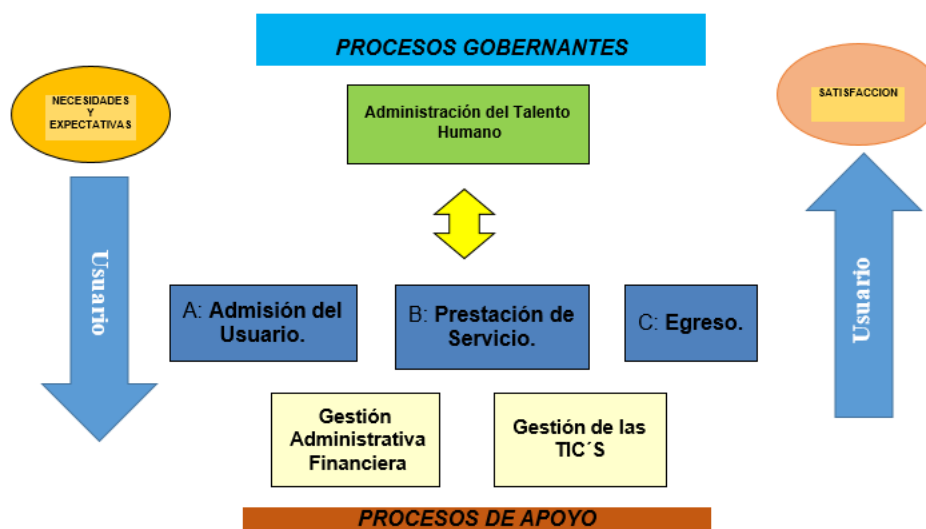 PROCESOS GOBERNANTES
NECESIDADES
Y
EXPECTATIVAS
Administración del Talento
Humano
SATISFACCION
Usuario
Usuario
A: Admisión del
Usuario.
B: Prestación de
Servicio.
C: Egreso.
Gestión
Administrativa
Financiera
Gestión de las
TIC´S
PROCESOS DE APOYO